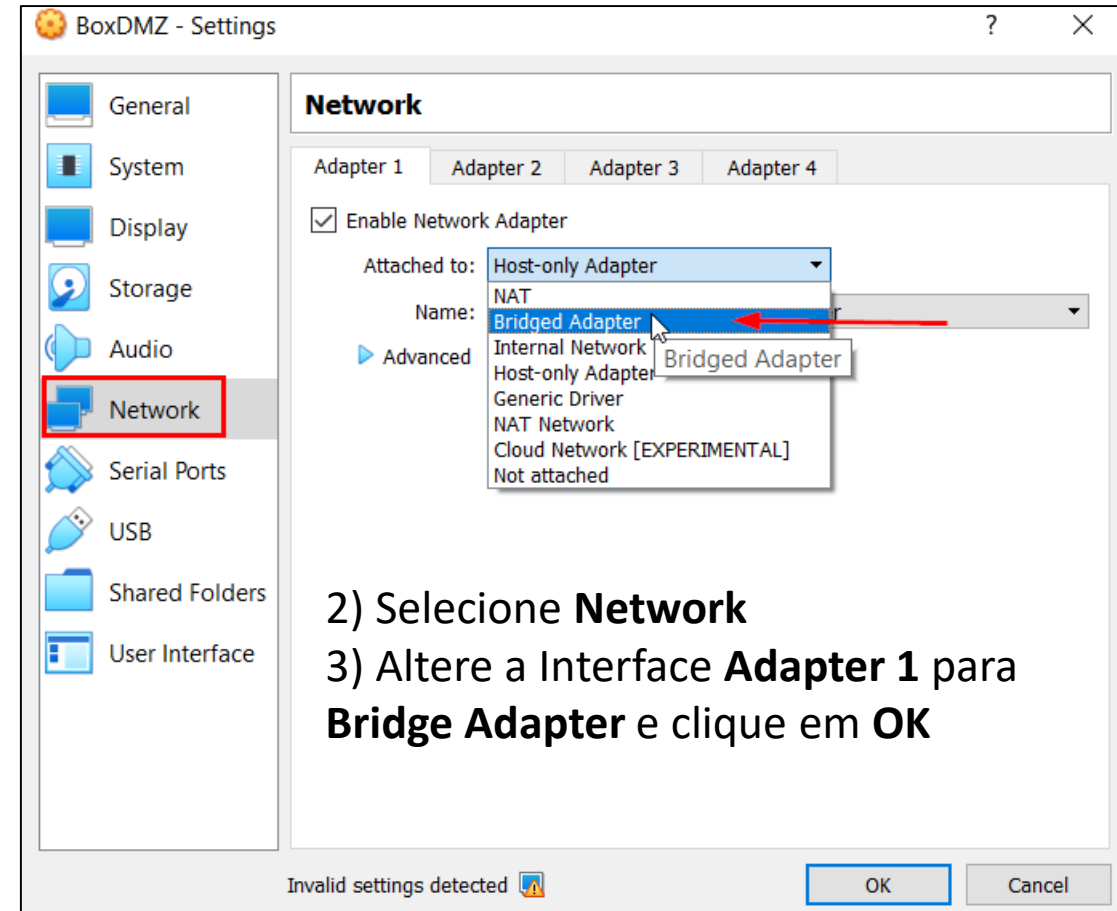 BoxDMZ - Settings
?
General
System
Display
Storage
Audio
Network
Serial Ports
USB
Shared Folders
User Interface
Network
Adapter 1
Adapter 2
Adapter 3
Adapter 4
Enable Network Adapter
Attached to:
Host-only Adapter
Name:
NAT
Bridged Adapter
Internal Network
Host-only Adapter
Generic Driver
NAT Network
Cloud Network [EXPERIMENTAL]
Not attached
Bridged Adapter
r
Advanced
2) Selecione Network
3) Altere a Interface Adapter 1 para
Bridge Adapter e clique em OK
Invalid settings detected
OK
Cancel